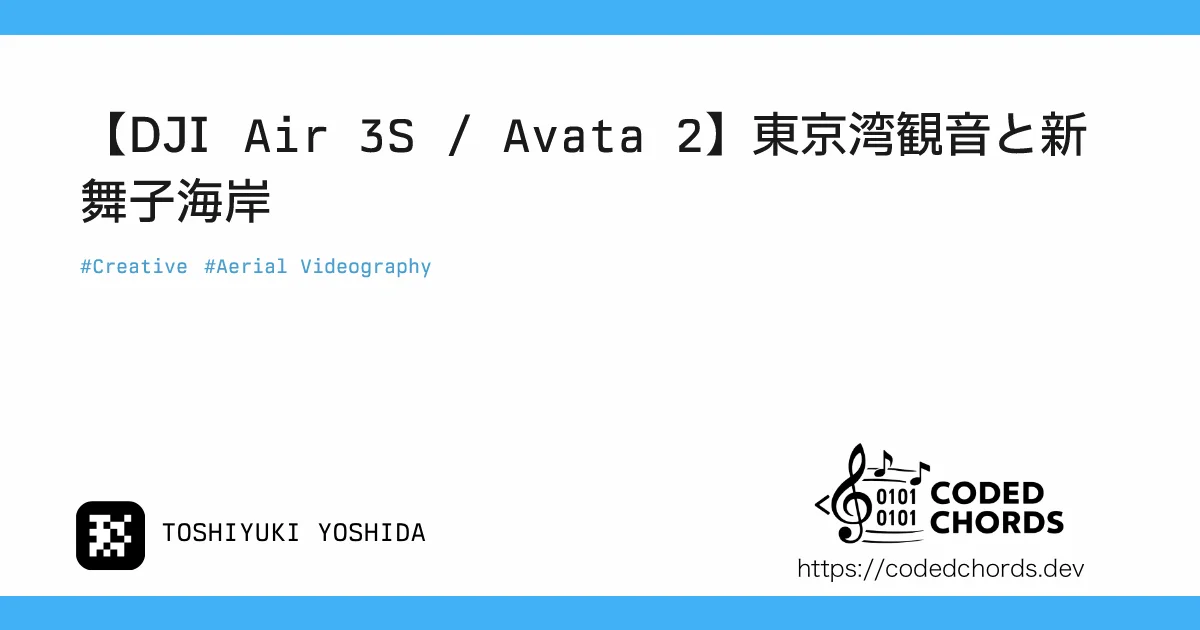 【DJI Air 3S / Avata 2】東京湾観音と新
舞子海岸
#Creative #Aerial Videography
TOSHIYUKI YOSHIDA
0101
0101
CODED
CHORDS
https://codedchords.dev